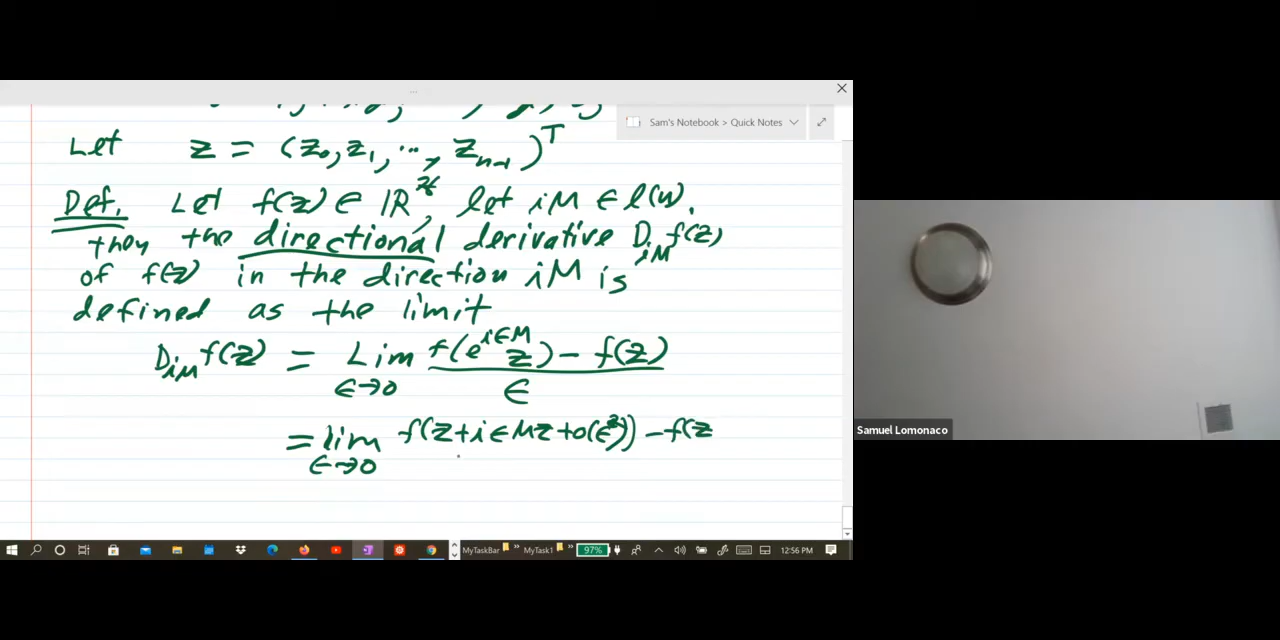 Sam's Notebook > Quick Notes
Let z = (z₀, z₁, ..., zₙ₋₁)ᵀ
Def. Let f(z) ∈ ℝ , let iM ∈ l(u).
then the directional derivative D_iM f(z)
of f(z) in the direction iM is
defined as the limit
D_iM f(z) = Lim_ϵ→0 (f(e^{iϵM} z) – f(z)) / ϵ
= lim_ϵ→0 f(z + iϵMz + O(ϵ²)) – f(z
Samuel Lomonaco
MyTaskBar » MyTask1 » 97% 12:56 PM